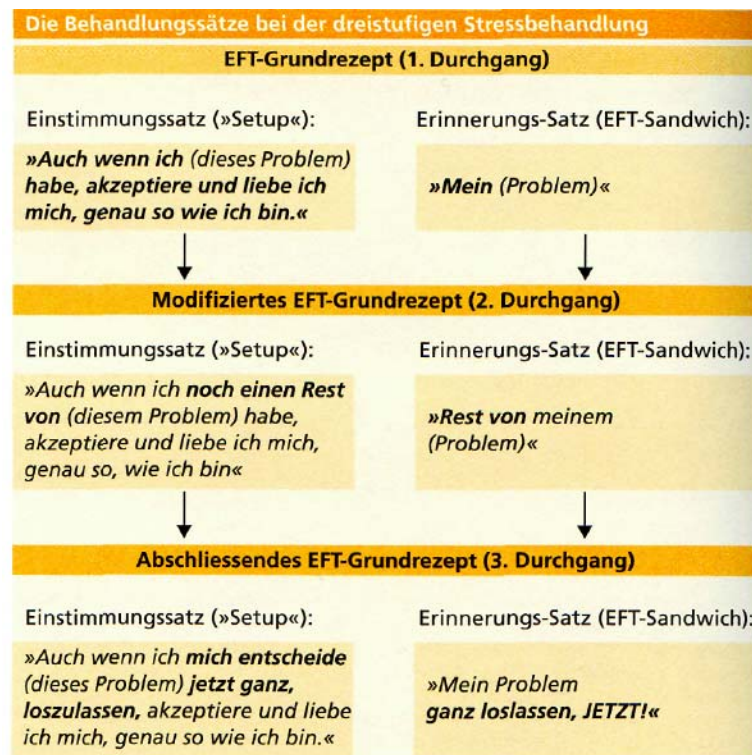 Die Behandlungssätze bei der dreistufigen Stressbehandlung
EFT-Grundrezept (1. Durchgang)
Einstimmungssatz (»Setup«):
»Auch wenn ich (dieses Problem)
habe, akzeptiere und liebe ich
mich, genau so wie ich bin.«
Erinnerungs-Satz (EFT-Sandwich):
»Mein (Problem)«
Modifiziertes EFT-Grundrezept (2. Durchgang)
Einstimmungssatz (»Setup«):
»Auch wenn ich noch einen Rest
von (diesem Problem) habe,
akzeptiere und liebe ich mich,
genau so, wie ich bin«
Erinnerungs-Satz (EFT-Sandwich):
»Rest von meinem
(Problem)«
Abschliessendes EFT-Grundrezept (3. Durchgang)
Einstimmungssatz (»Setup«):
»Auch wenn ich mich entscheide
(dieses Problem) jetzt ganz,
loszulassen, akzeptiere und liebe
ich mich, genau so wie ich bin.«
Erinnerungs-Satz (EFT-Sandwich):
»Mein Problem
ganz loslassen, JETZT!«